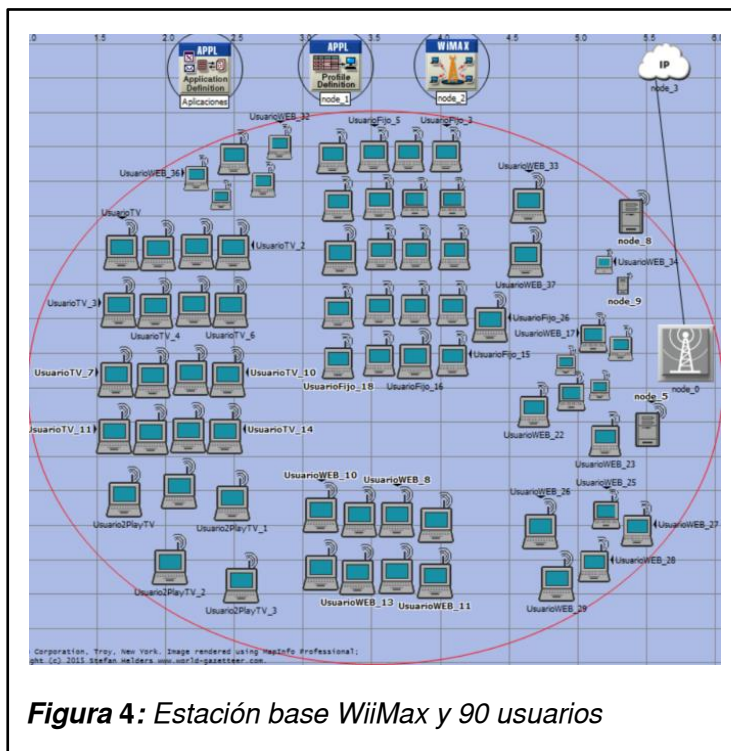 .0 1.5 2.0 2.5 3.0 3.5 4.0 4.5 5.0 5.5 6.0
APPL
Application
Definition
Aplicaciones
APPL
Profile
Definition
node_1
WiMAX
node_2
IP
node_3
UsuarioWEB_32
UsuarioFijo_5
UsuarioFijo_3
UsuarioWEB_36
UsuarioWEB_33
UsuarioTV
UsuarioTV_2
node_8
UsuarioWEB_34
UsuarioWEB_37
node_9
UsuarioTV_3
UsuarioTV_4
UsuarioTV_6
UsuarioFijo_26
UsuarioWEB_17
UsuarioFijo_15
node_0
UsuarioTV_7
UsuarioTV_10
UsuarioFijo_18
UsuarioFijo_16
node_5
UsuarioTV_11
UsuarioTV_14
UsuarioWEB_22
UsuarioWEB_23
UsuarioWEB_10
UsuarioWEB_8
UsuarioWEB_25
UsuarioWEB_26
Usuario2PlayTV
Usuario2PlayTV_1
UsuarioWEB_27
UsuarioWEB_28
Usuario2PlayTV_2
Usuario2PlayTV_3
UsuarioWEB_13
UsuarioWEB_11
UsuarioWEB_29
Corporation, Troy, New York. Image rendered using MapInfo Professional;
ght (c) 2015 Stefan Helders www.world-gazetteer.com.
Figura 4: Estación base WiiMax y 90 usuarios